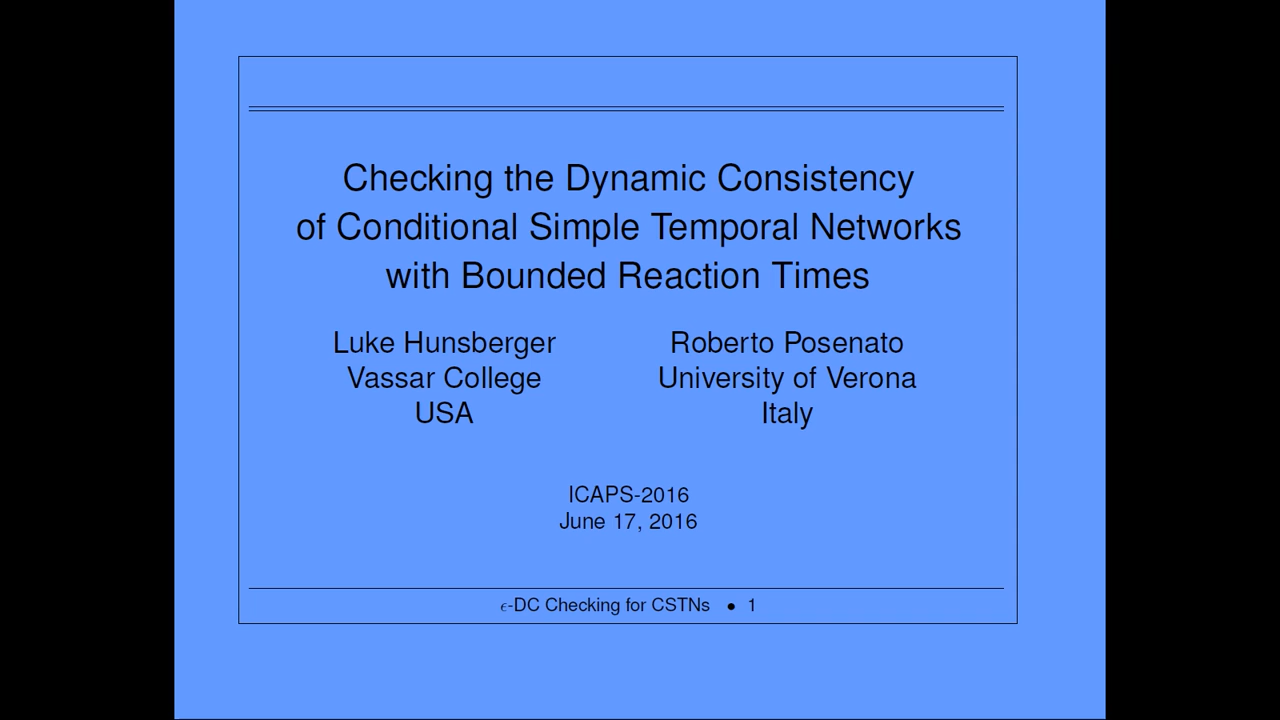 Checking the Dynamic Consistency
of Conditional Simple Temporal Networks
with Bounded Reaction Times
Luke Hunsberger
Vassar College
USA
Roberto Posenato
University of Verona
Italy
ICAPS-2016
June 17, 2016
ϵ-DC Checking for CSTNs • 1